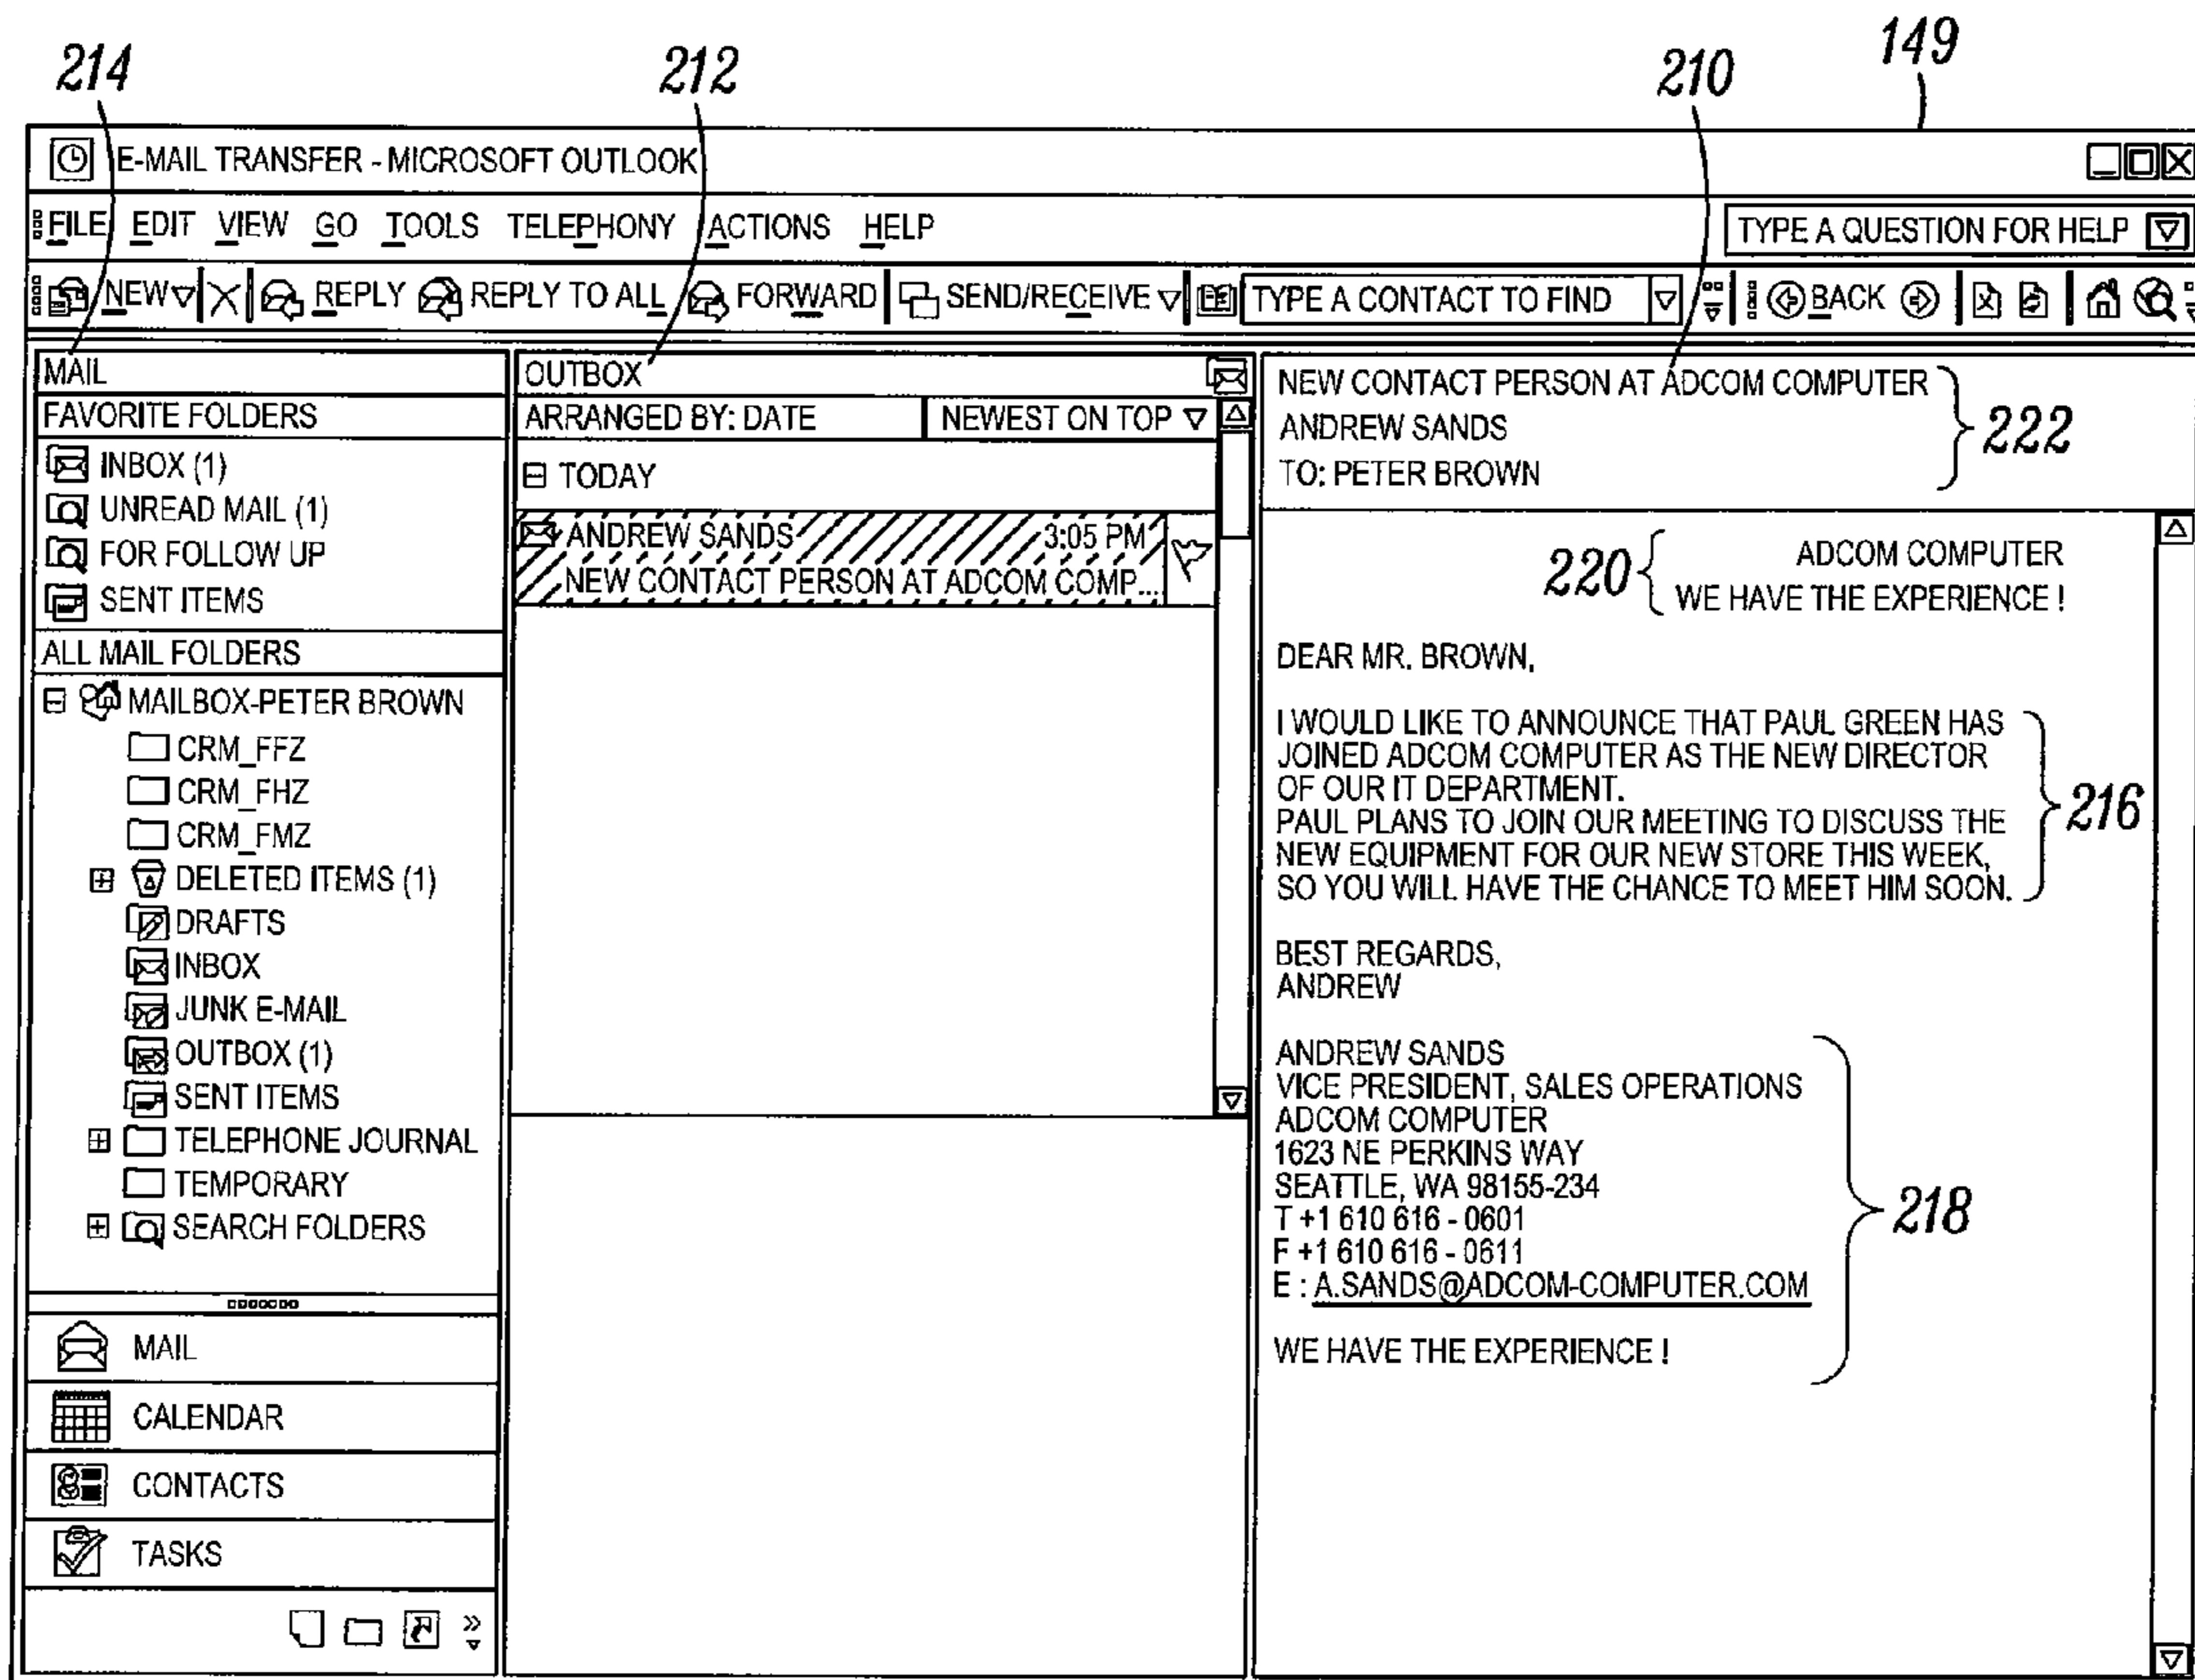 214
212
210
149
E-MAIL TRANSFER - MICROSOFT OUTLOOK
FILE EDIT VIEW GO TOOLS TELEPHONY ACTIONS HELP
TYPE A QUESTION FOR HELP
NEW REPLY REPLY TO ALL FORWARD SEND/RECEIVE TYPE A CONTACT TO FIND BACK
MAIL
FAVORITE FOLDERS
INBOX (1)
UNREAD MAIL (1)
FOR FOLLOW UP
SENT ITEMS
ALL MAIL FOLDERS
MAILBOX-PETER BROWN
CRM_FFZ
CRM_FHZ
CRM_FMZ
DELETED ITEMS (1)
DRAFTS
INBOX
JUNK E-MAIL
OUTBOX (1)
SENT ITEMS
TELEPHONE JOURNAL
TEMPORARY
SEARCH FOLDERS
MAIL
CALENDAR
CONTACTS
TASKS
OUTBOX
ARRANGED BY: DATE NEWEST ON TOP
TODAY
ANDREW SANDS 3:05 PM
NEW CONTACT PERSON AT ADCOM COMP....
NEW CONTACT PERSON AT ADCOM COMPUTER
ANDREW SANDS
TO: PETER BROWN
222
220
ADCOM COMPUTER
WE HAVE THE EXPERIENCE !
DEAR MR. BROWN,
I WOULD LIKE TO ANNOUNCE THAT PAUL GREEN HAS
JOINED ADCOM COMPUTER AS THE NEW DIRECTOR
OF OUR IT DEPARTMENT.
PAUL PLANS TO JOIN OUR MEETING TO DISCUSS THE
NEW EQUIPMENT FOR OUR NEW STORE THIS WEEK,
SO YOU WILL HAVE THE CHANCE TO MEET HIM SOON.
216
BEST REGARDS,
ANDREW
ANDREW SANDS
VICE PRESIDENT, SALES OPERATIONS
ADCOM COMPUTER
1623 NE PERKINS WAY
SEATTLE, WA 98155-234
T +1 610 616 - 0601
F +1 610 616 - 0611
E : A.SANDS@ADCOM-COMPUTER.COM
WE HAVE THE EXPERIENCE !
218